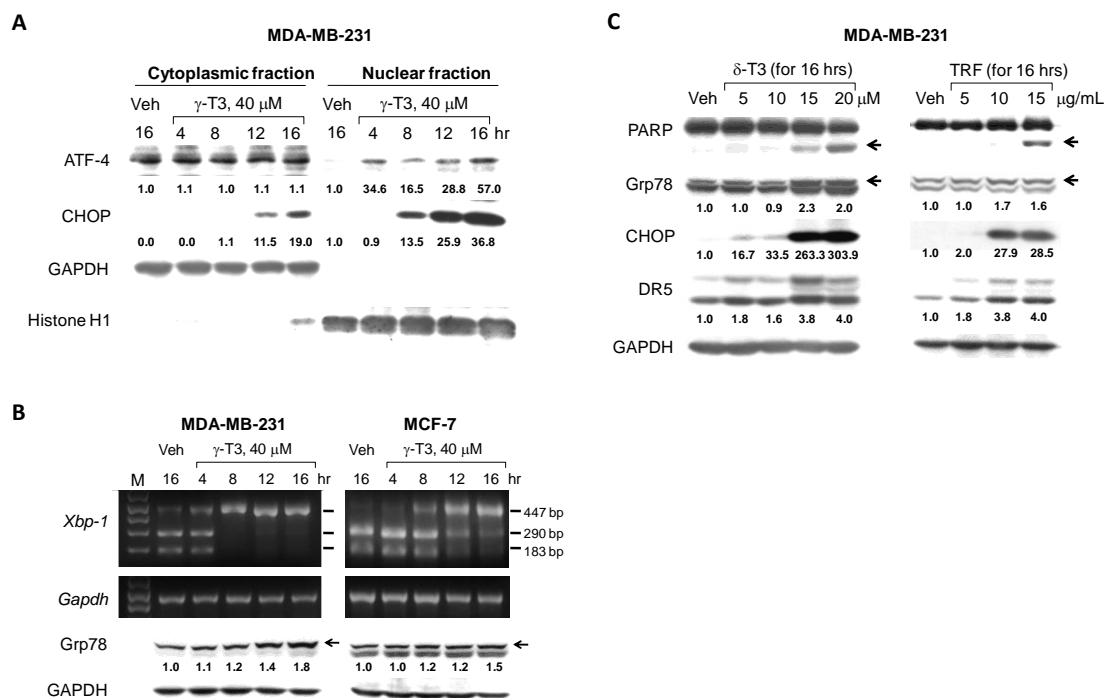 A
MDA-MB-231
Cytoplasmic fraction Nuclear fraction
Veh γ-T3, 40 μM Veh γ-T3, 40 μM
16 4 8 12 16 16 4 8 12 16 hr
ATF-4
1.0 1.1 1.0 1.1 1.1 1.0 34.6 16.5 28.8 57.0
CHOP
0.0 0.0 1.1 11.5 19.0 1.0 0.9 13.5 25.9 36.8
GAPDH
Histone H1
B
MDA-MB-231 MCF-7
Veh γ-T3, 40 μM Veh γ-T3, 40 μM
M 16 4 8 12 16 hr 16 4 8 12 16 hr
Xbp-1
447 bp
290 bp
183 bp
Gapdh
Grp78
1.0 1.1 1.2 1.4 1.8 1.0 1.0 1.2 1.2 1.5
GAPDH
C
MDA-MB-231
δ-T3 (for 16 hrs) TRF (for 16 hrs)
Veh 5 10 15 20 μM Veh 5 10 15 μg/mL
PARP
Grp78
1.0 1.0 0.9 2.3 2.0 1.0 1.0 1.7 1.6
CHOP
1.0 16.7 33.5 263.3 303.9 1.0 2.0 27.9 28.5
DR5
1.0 1.8 1.6 3.8 4.0 1.0 1.8 3.8 4.0
GAPDH